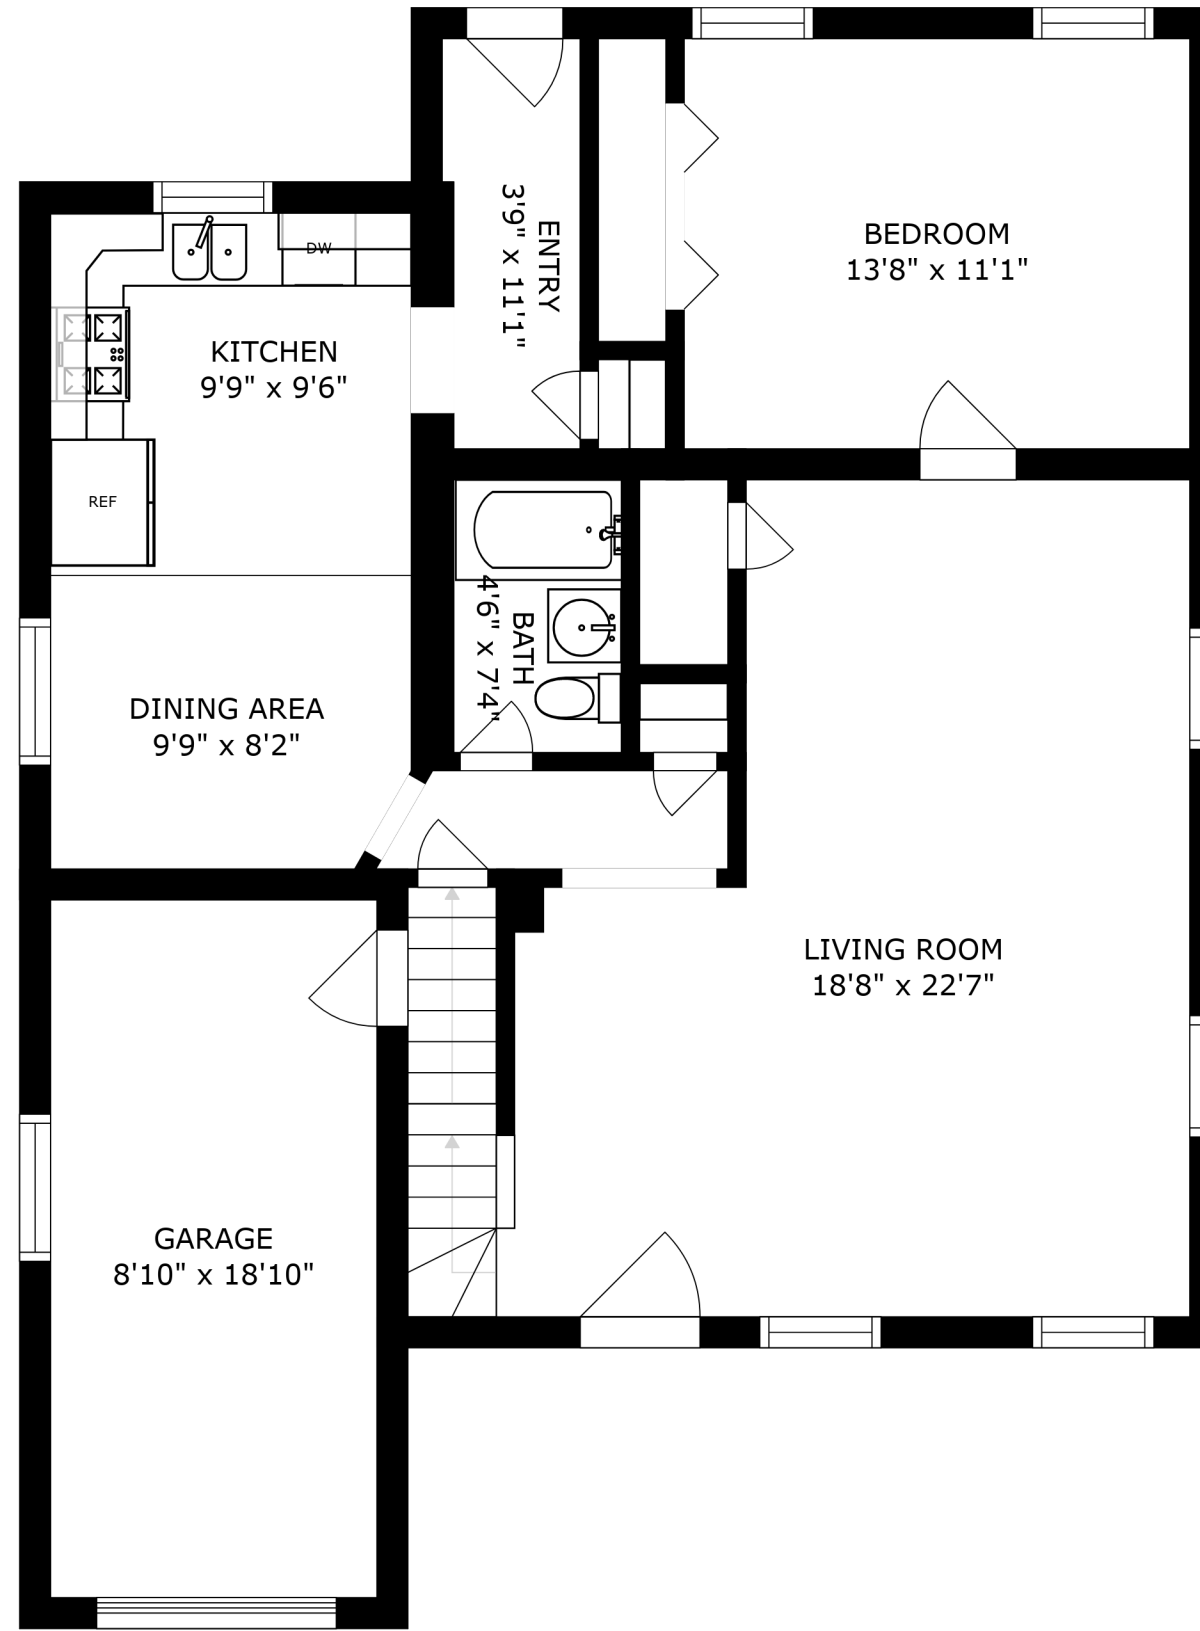 BEDROOM
13'8" x 11'1"
ENTRY
3'9" x 11'1"
DW
KITCHEN
9'9" x 9'6"
REF
BATH
4'6" x 7'4"
DINING AREA
9'9" x 8'2"
LIVING ROOM
18'8" x 22'7"
GARAGE
8'10" x 18'10"